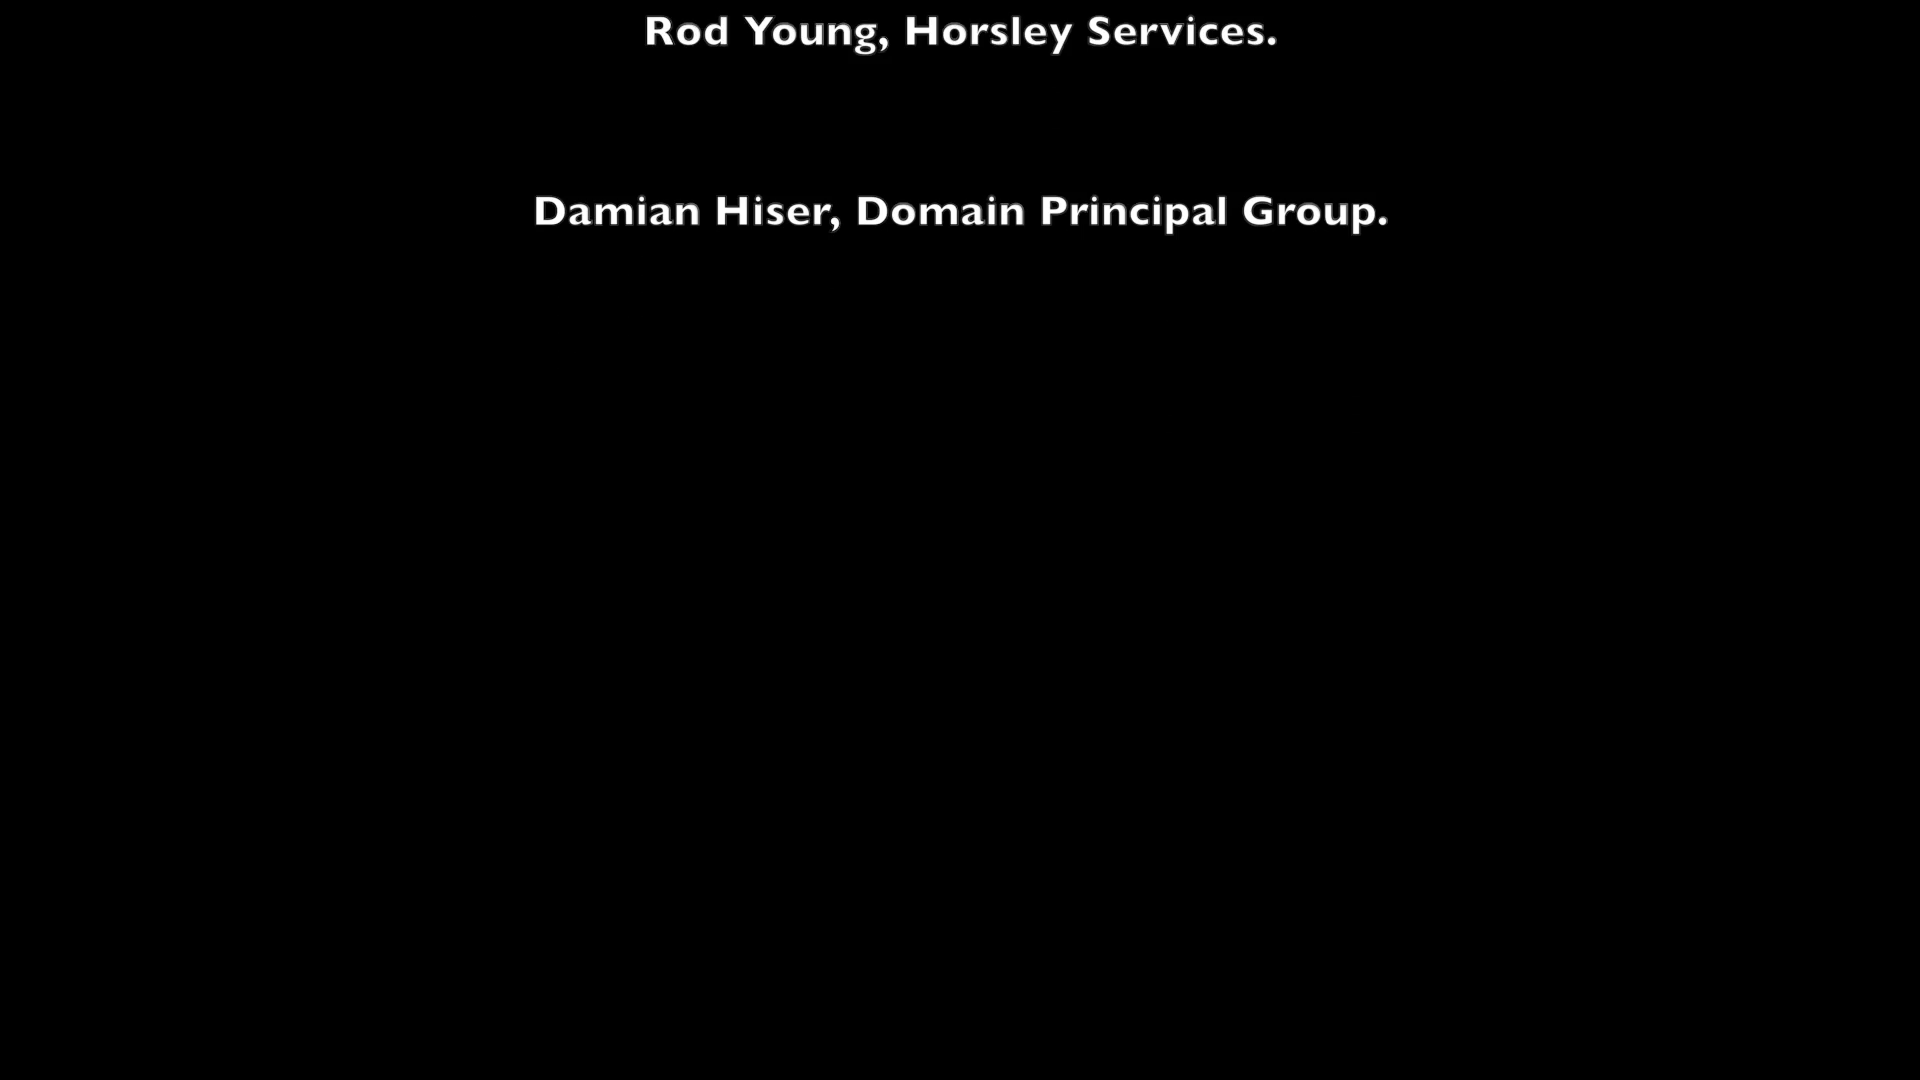 Rod Young, Horsley Services.
Damian Hiser, Domain Principal Group.